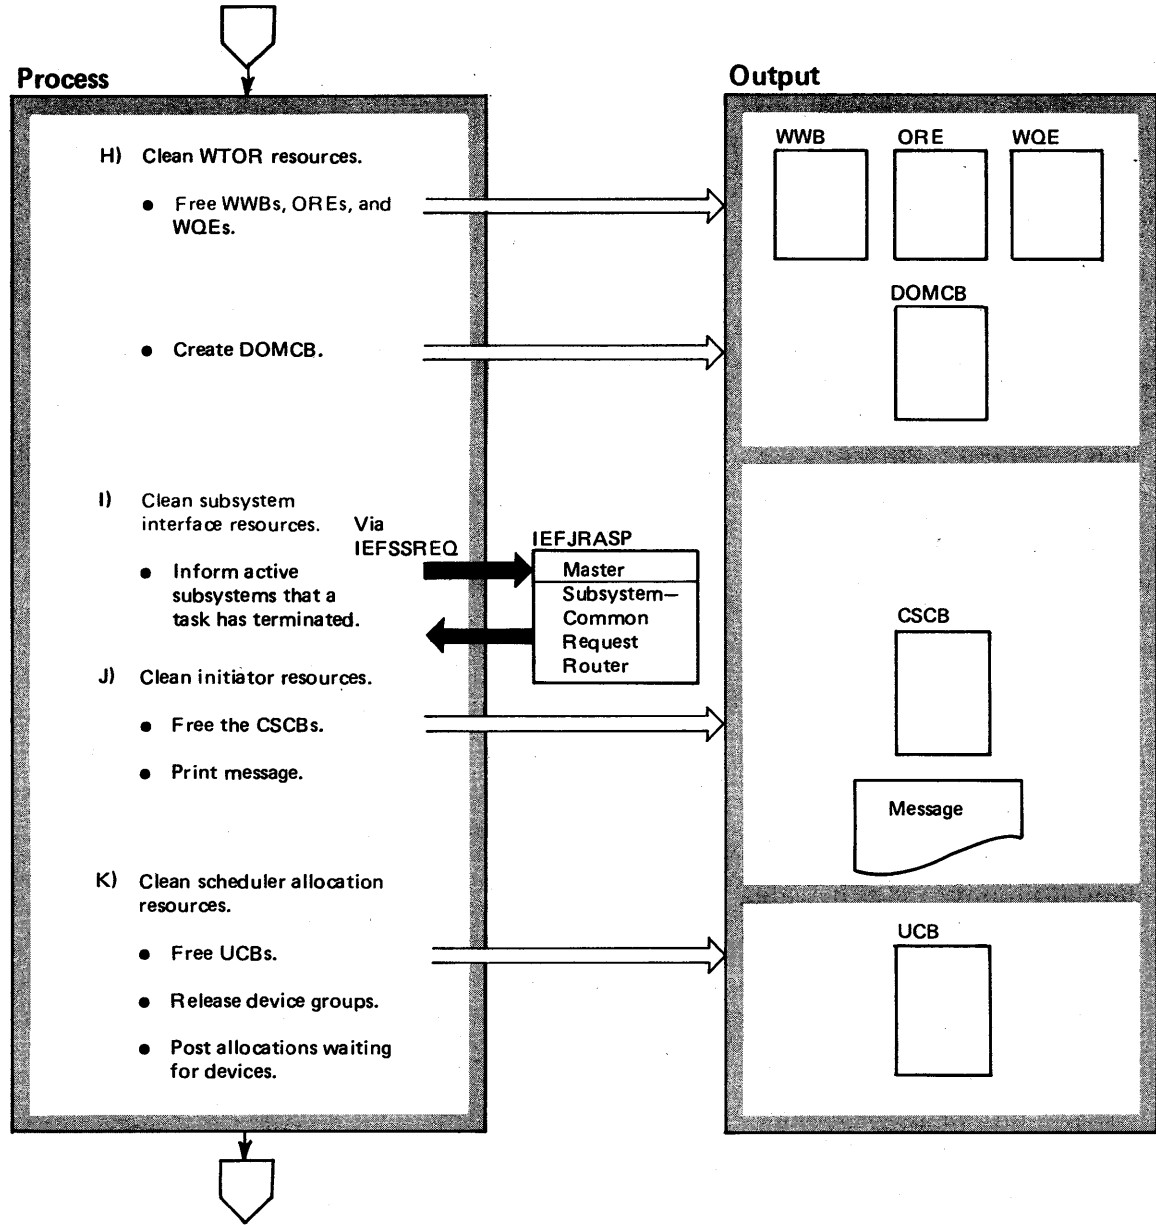 Process
H) Clean WTOR resources.
● Free WWBs, OREs, and
WQEs.
● Create DOMCB.
I) Clean subsystem
interface resources.
● Inform active
subsystems that a
task has terminated.
Via
IEFSSREQ
IEFJRASP
Master
Subsystem—
Common
Request
Router
J) Clean initiator resources.
● Free the CSCBs.
● Print message.
K) Clean scheduler allocation
resources.
● Free UCBs.
● Release device groups.
● Post allocations waiting
for devices.
Output
WWB
ORE
WQE
DOMCB
CSCB
Message
UCB